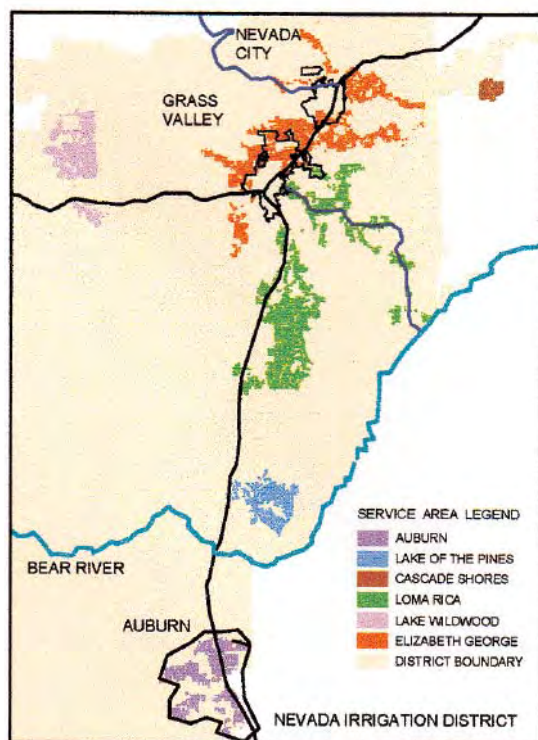 NEVADA
CITY
GRASS
VALLEY
SERVICE AREA LEGEND
AUBURN
LAKE OF THE PINES
CASCADE SHORES
LOMA RICA
LAKE WILDWOOD
ELIZABETH GEORGE
DISTRICT BOUNDARY
BEAR RIVER
AUBURN
NEVADA IRRIGATION DISTRICT